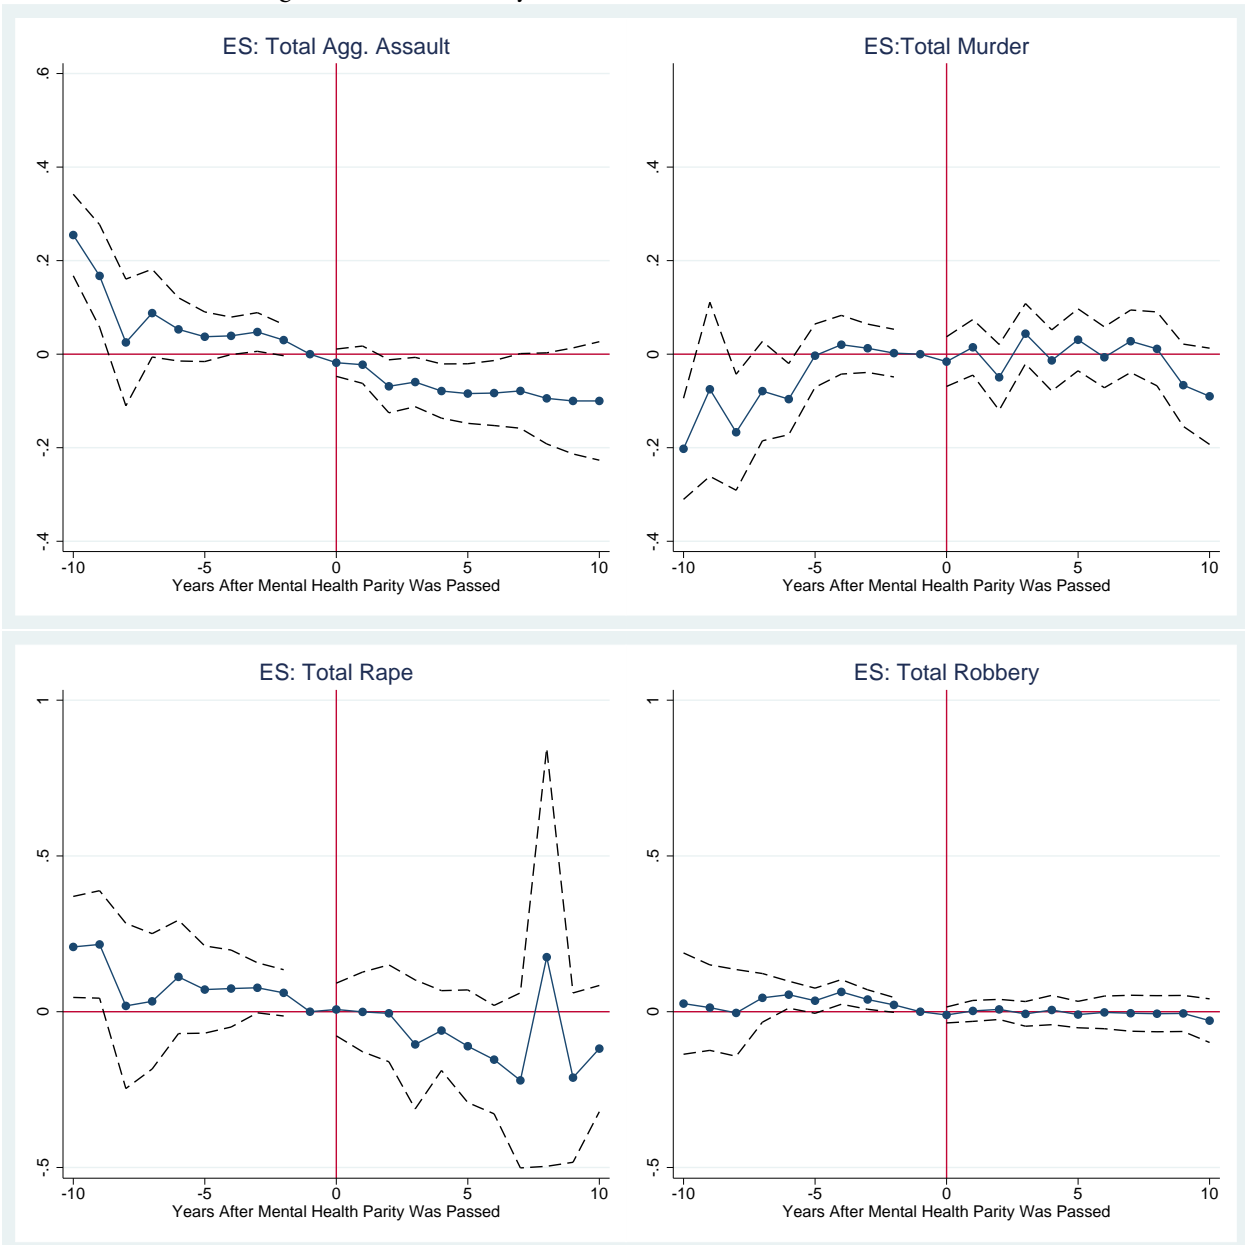 ES: Total Agg. Assault
.6
.4
.2
0
-.2
-.4
-10 -5 0 5 10
Years After Mental Health Parity Was Passed
ES:Total Murder
.4
.2
0
-.2
-.4
-10 -5 0 5 10
Years After Mental Health Parity Was Passed
ES: Total Rape
1
.5
0
-.5
-10 -5 0 5 10
Years After Mental Health Parity Was Passed
ES: Total Robbery
1
.5
0
-.5
-10 -5 0 5 10
Years After Mental Health Parity Was Passed